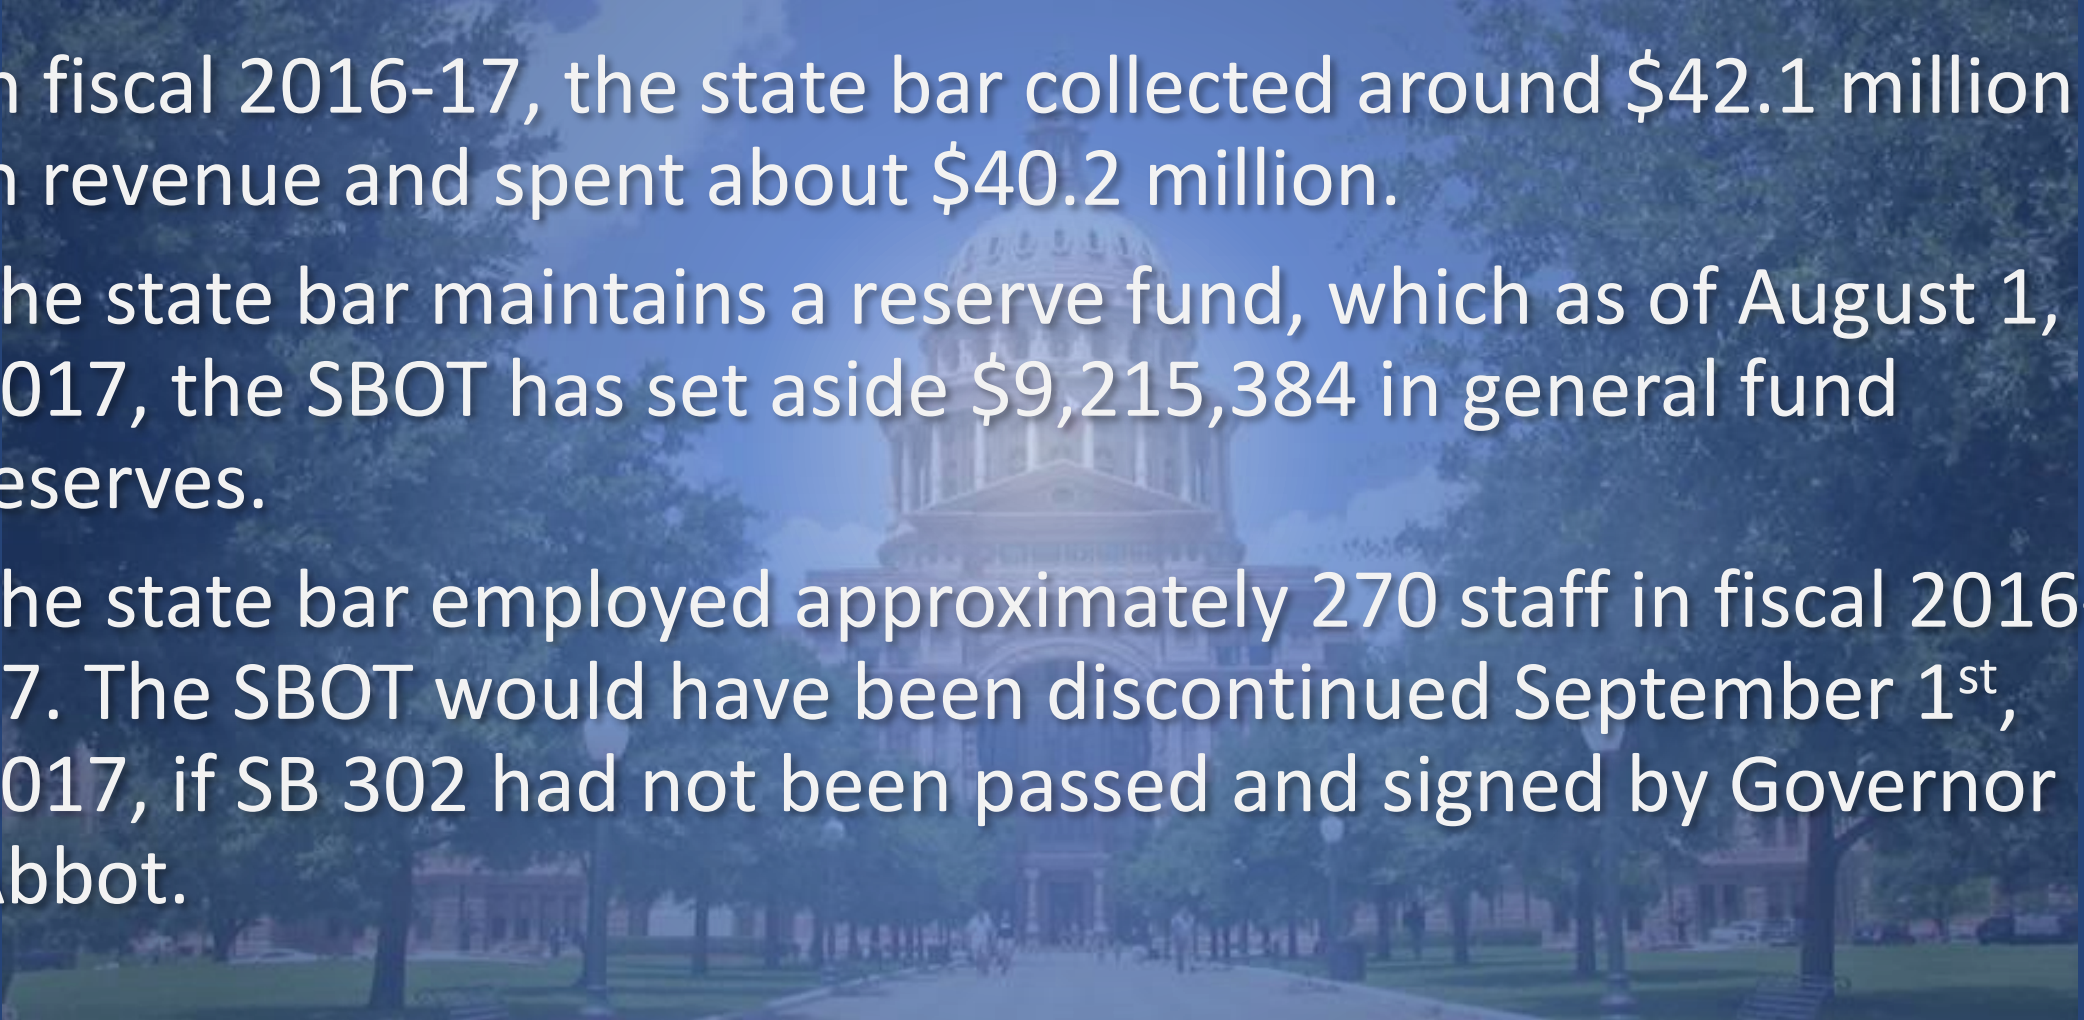 n fiscal 2016-17, the state bar collected around $42.1 million
n revenue and spent about $40.2 million.
he state bar maintains a reserve fund, which as of August 1,
017, the SBOT has set aside $9,215,384 in general fund
eserves.
he state bar employed approximately 270 staff in fiscal 2016-
7. The SBOT would have been discontinued September 1st,
017, if SB 302 had not been passed and signed by Governor
bbot.